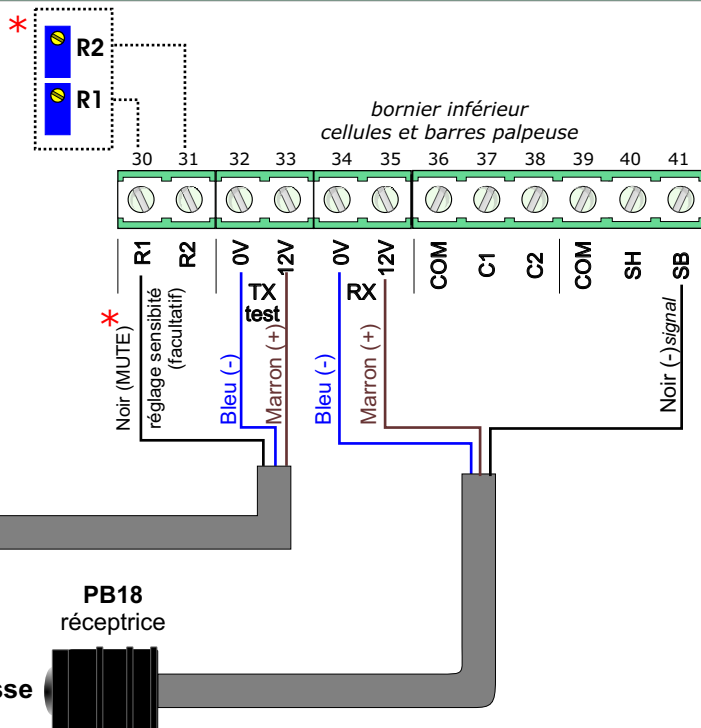 *
R2
R1
bornier inférieur
cellules et barres palpeuse
30 31 32 33 34 35 36 37 38 39 40 41
R1 R2 0V 12V 0V 12V COM C1 C2 COM SH SB
TX
test
RX
*
Noir (MUTE)
réglage sensibité
(facultatif)
Bleu (-)
Marron (+)
Bleu (-)
Marron (+)
Noir (-) signal
PB18
réceptrice